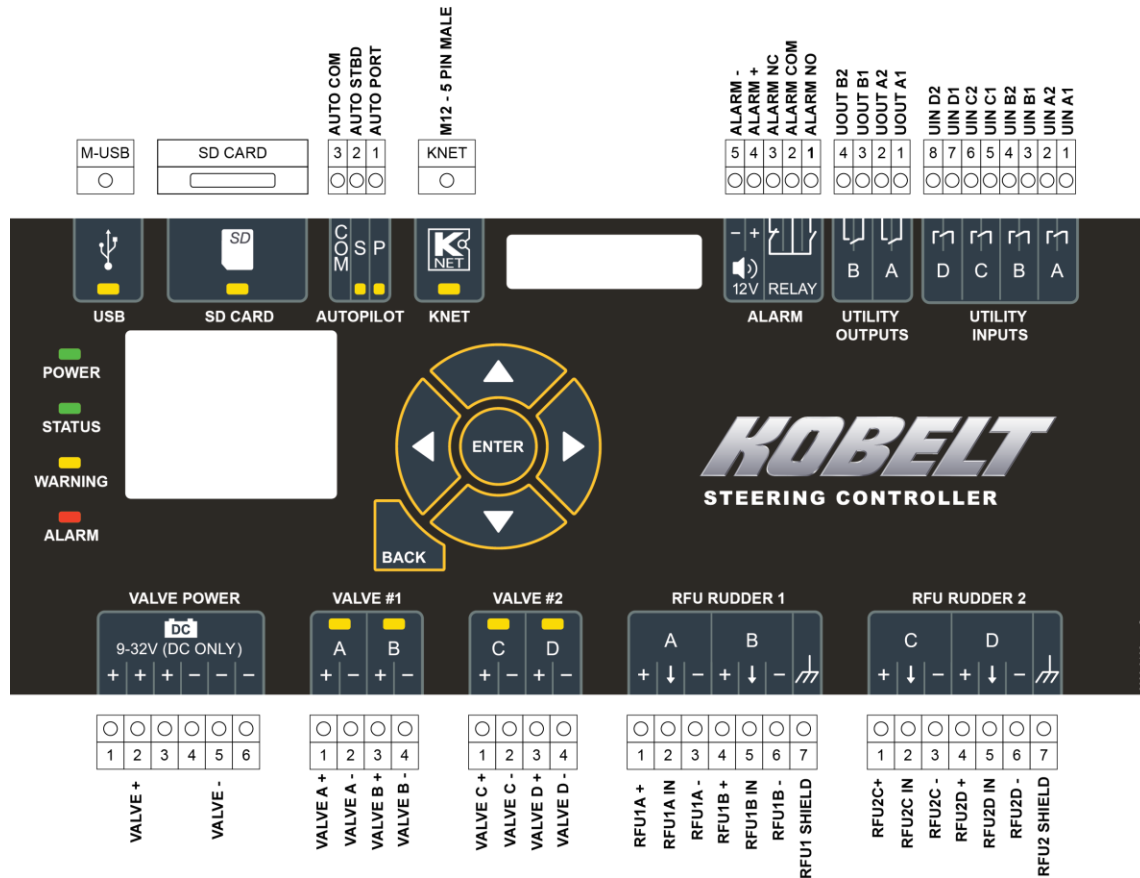 AUTO COM
AUTO STBD
AUTO PORT
M12 - 5 PIN MALE
ALARM -
ALARM +
ALARM NC
ALARM COM
ALARM NO
UOUT B2
UOUT B1
UOUT A2
UOUT A1
UIN D2
UIN D1
UIN C2
UIN C1
UIN B2
UIN B1
UIN A2
UIN A1
M-USB
SD CARD
3 2 1
KNET
5 4 3 2 1
4 3 2 1
8 7 6 5 4 3 2 1
SD
COM S P
K NET
- +
12V RELAY
B A
D C B A
USB
SD CARD
AUTOPILOT
KNET
ALARM
UTILITY
OUTPUTS
UTILITY
INPUTS
POWER
STATUS
WARNING
ALARM
ENTER
BACK
KOBELT
STEERING CONTROLLER
VALVE POWER
DC
9-32V (DC ONLY)
+ + + - - -
VALVE #1
A B
+ - + -
VALVE #2
C D
+ - + -
RFU RUDDER 1
A B
+ ↓ - + ↓ -
RFU RUDDER 2
C D
+ ↓ - + ↓ -
1 2 3 4 5 6
1 2 3 4
1 2 3 4
1 2 3 4 5 6 7
1 2 3 4 5 6 7
VALVE +
VALVE -
VALVE A +
VALVE A -
VALVE B +
VALVE B -
VALVE C +
VALVE C -
VALVE D +
VALVE D -
RFU1A +
RFU1A IN
RFU1A -
RFU1B +
RFU1B IN
RFU1B -
RFU1 SHIELD
RFU2C+
RFU2C IN
RFU2C -
RFU2D +
RFU2D IN
RFU2D -
RFU2 SHIELD